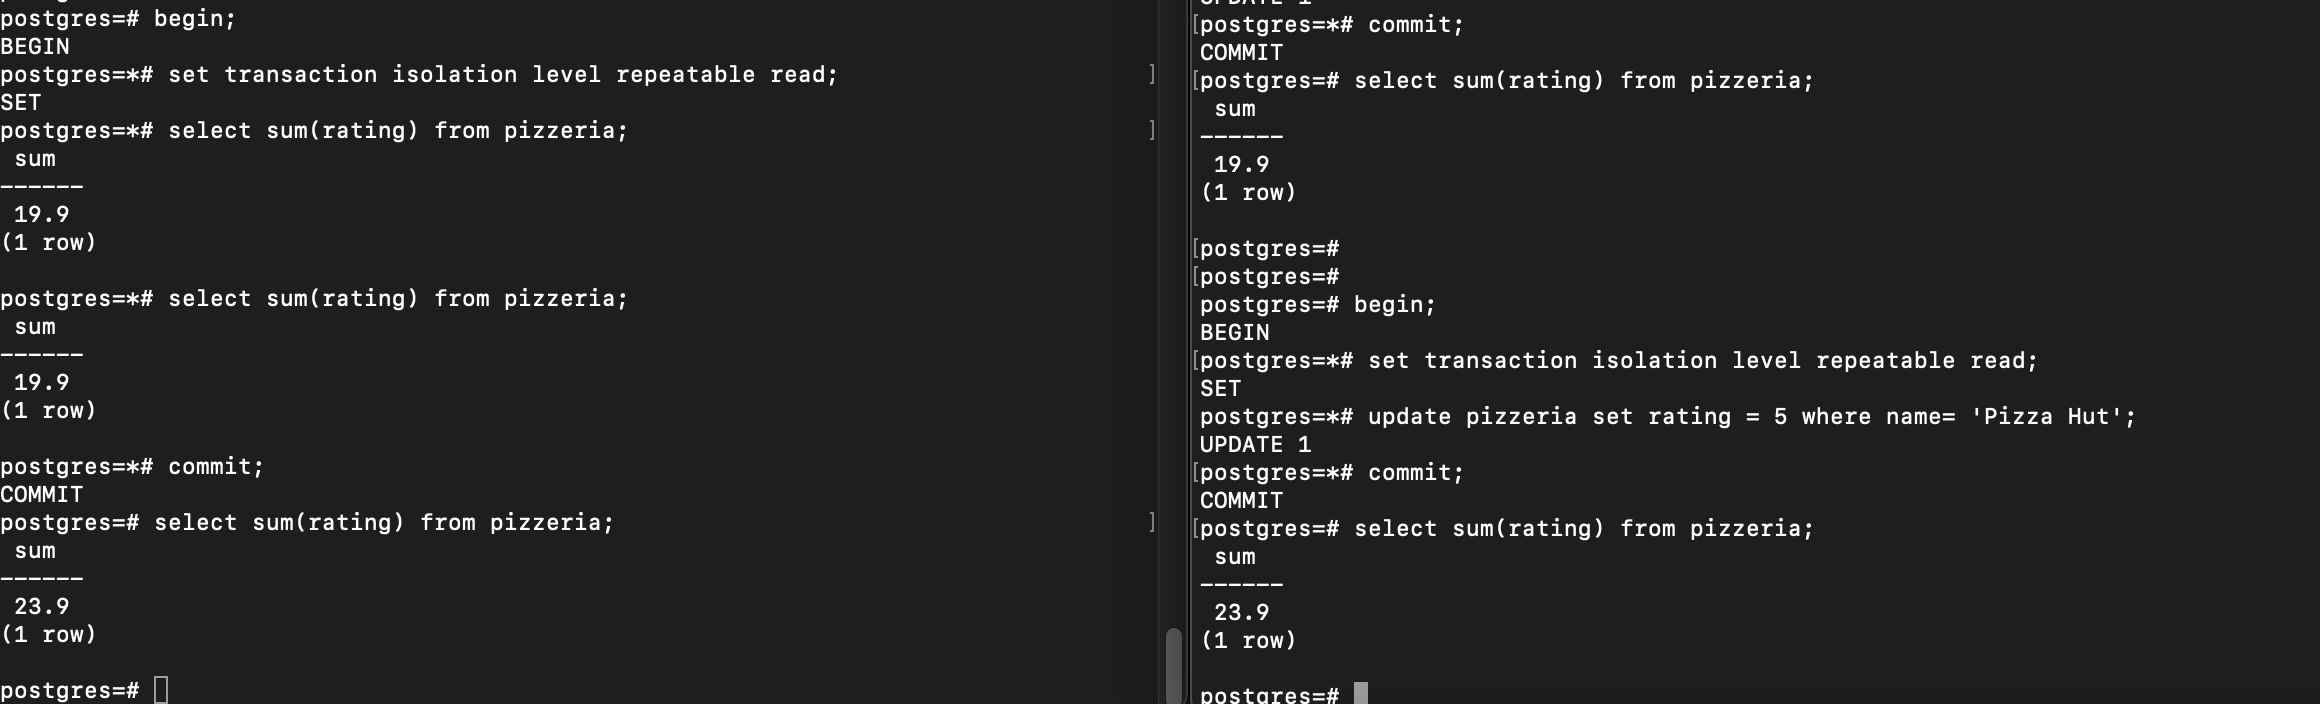 postgres=# begin;
BEGIN
postgres=*# set transaction isolation level repeatable read;
SET
postgres=*# select sum(rating) from pizzeria;
 sum
------
 19.9
(1 row)

postgres=*# select sum(rating) from pizzeria;
 sum
------
 19.9
(1 row)

postgres=*# commit;
COMMIT
postgres=# select sum(rating) from pizzeria;
 sum
------
 23.9
(1 row)

postgres=#
UPDATE 1
postgres=*# commit;
COMMIT
postgres=# select sum(rating) from pizzeria;
 sum
------
 19.9
(1 row)

postgres=#
postgres=#
postgres=# begin;
BEGIN
postgres=*# set transaction isolation level repeatable read;
SET
postgres=*# update pizzeria set rating = 5 where name= 'Pizza Hut';
UPDATE 1
postgres=*# commit;
COMMIT
postgres=# select sum(rating) from pizzeria;
 sum
------
 23.9
(1 row)

postgres=#